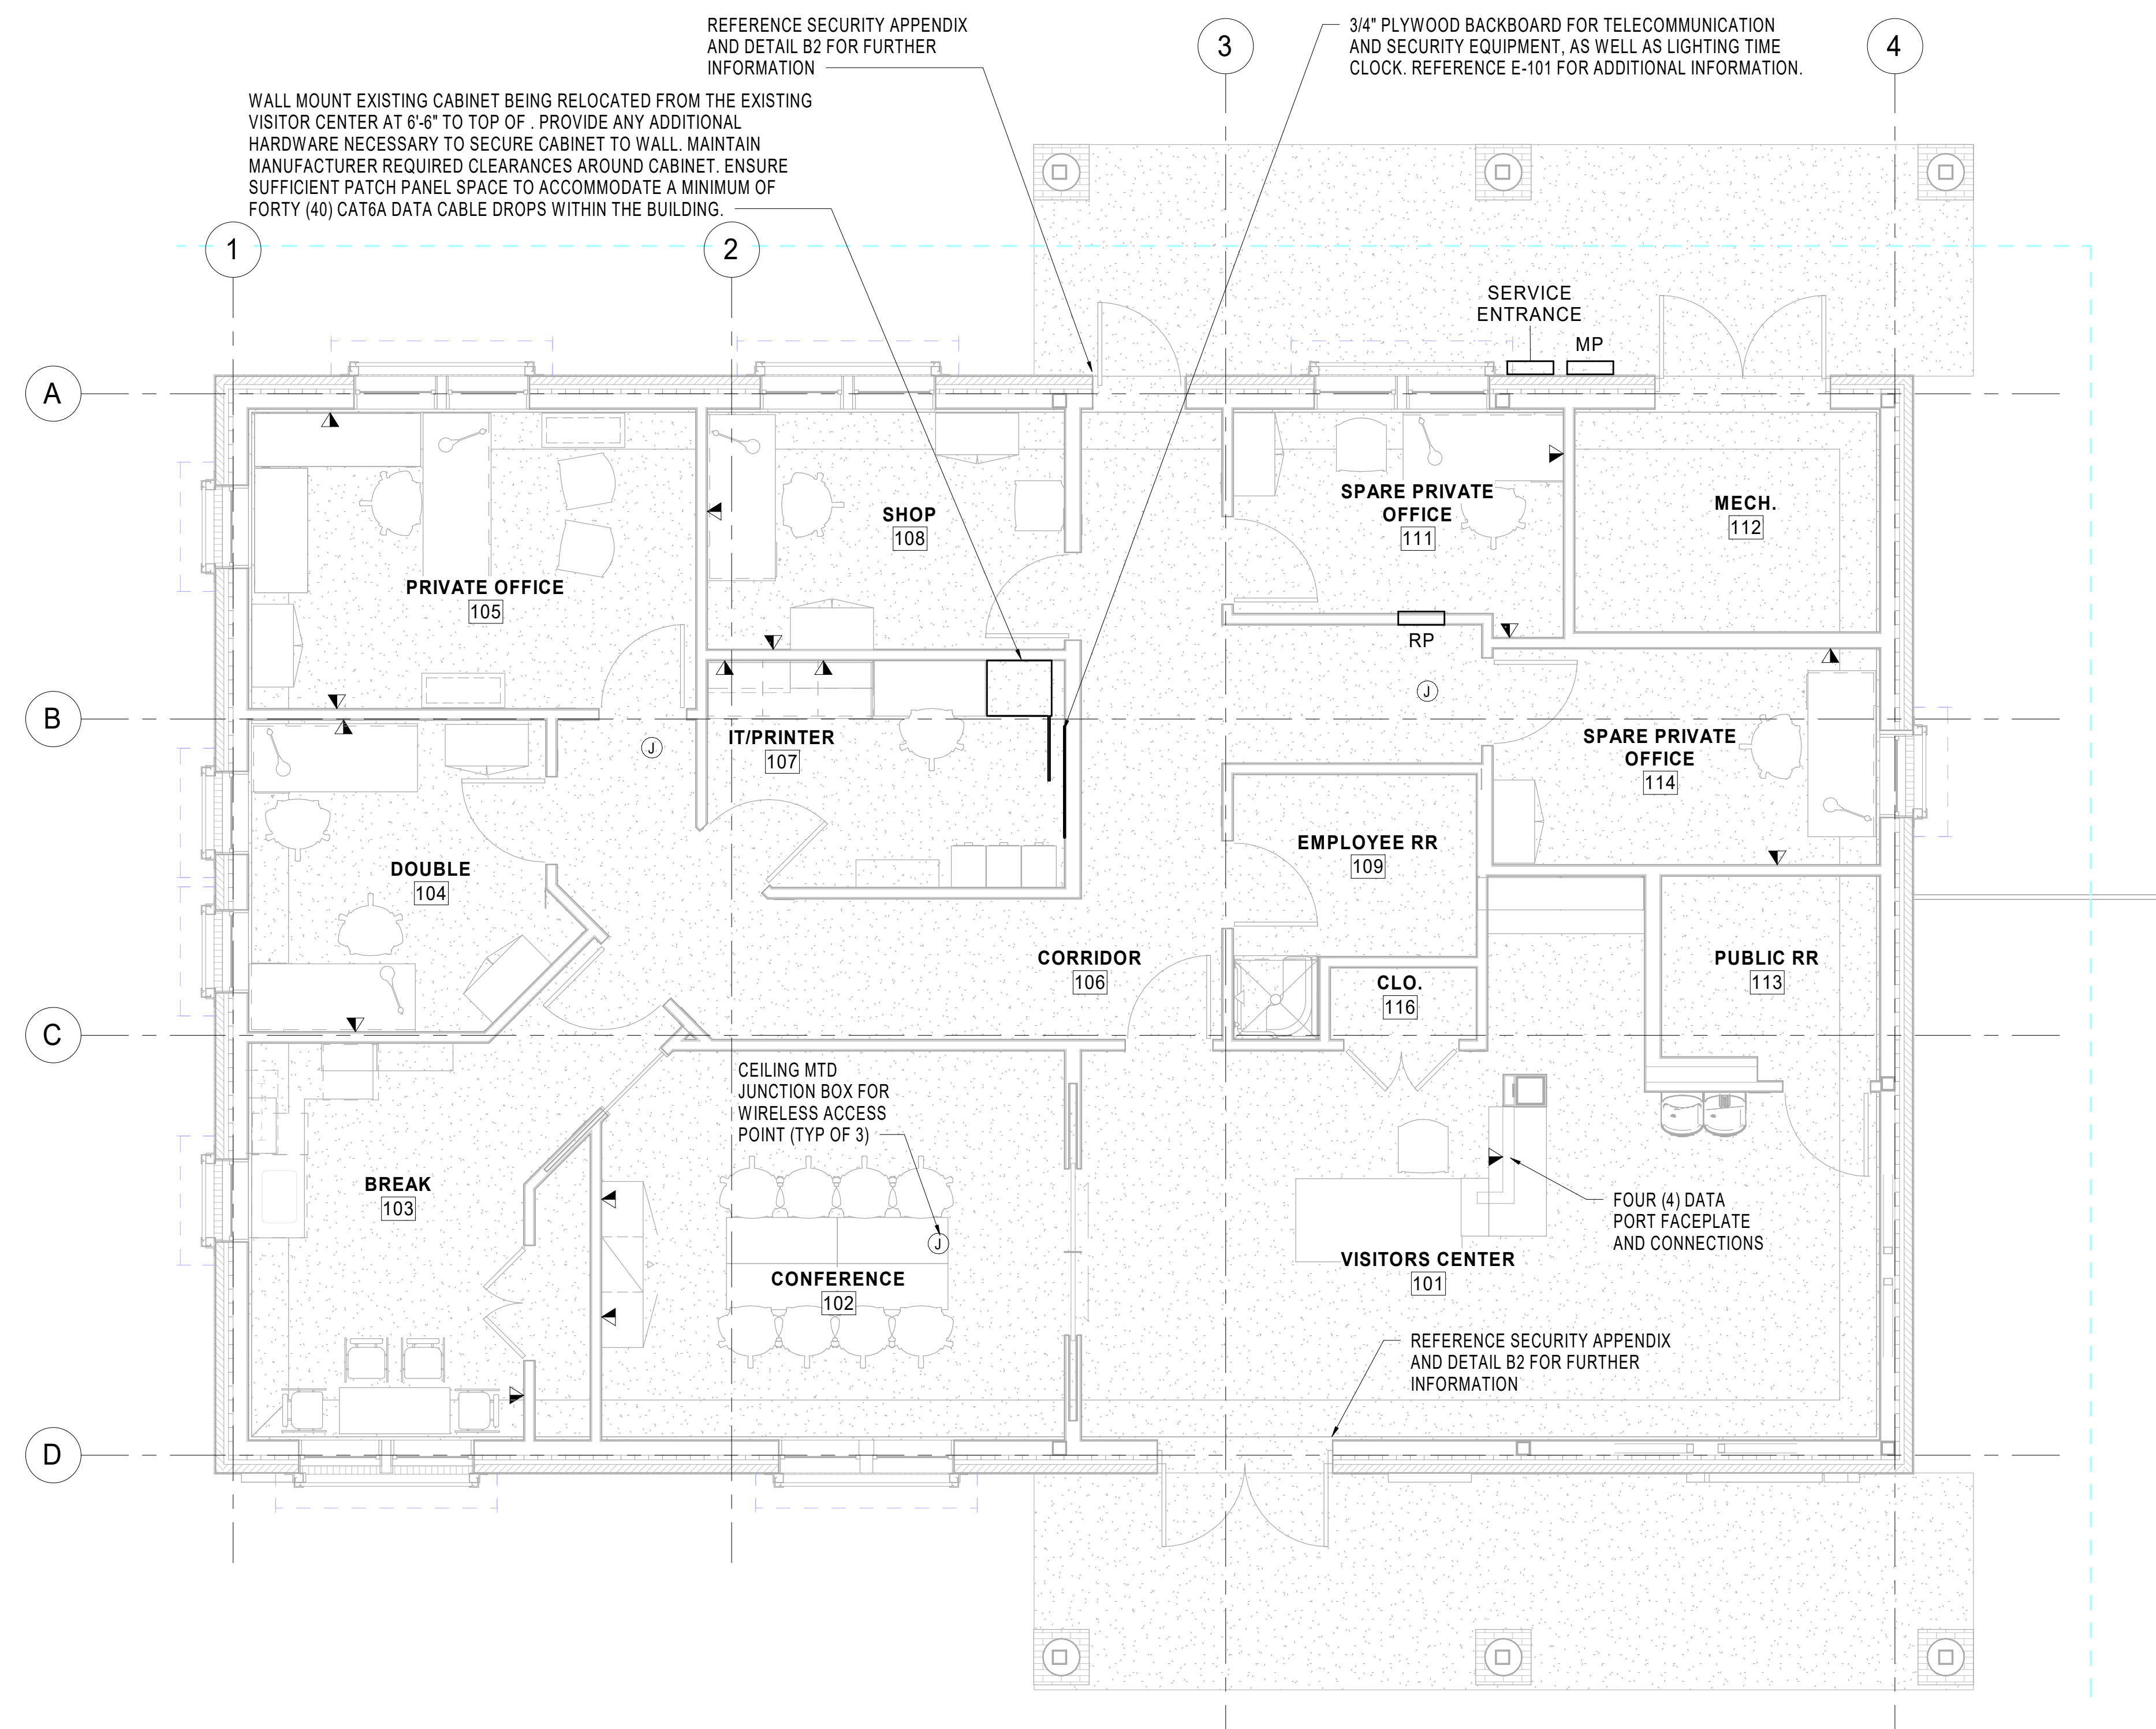 REFERENCE SECURITY APPENDIX
AND DETAIL B2 FOR FURTHER
INFORMATION
3/4" PLYWOOD BACKBOARD FOR TELECOMMUNICATION
AND SECURITY EQUIPMENT, AS WELL AS LIGHTING TIME
CLOCK. REFERENCE E-101 FOR ADDITIONAL INFORMATION.
3
4
WALL MOUNT EXISTING CABINET BEING RELOCATED FROM THE EXISTING
VISITOR CENTER AT 6'-6" TO TOP OF . PROVIDE ANY ADDITIONAL
HARDWARE NECESSARY TO SECURE CABINET TO WALL. MAINTAIN
MANUFACTURER REQUIRED CLEARANCES AROUND CABINET. ENSURE
SUFFICIENT PATCH PANEL SPACE TO ACCOMMODATE A MINIMUM OF
FORTY (40) CAT6A DATA CABLE DROPS WITHIN THE BUILDING.
1
2
SERVICE
ENTRANCE
MP
A
SHOP
108
SPARE PRIVATE
OFFICE
111
MECH.
112
PRIVATE OFFICE
105
RP
J
B
J
IT/PRINTER
107
SPARE PRIVATE
OFFICE
114
DOUBLE
104
EMPLOYEE RR
109
CORRIDOR
106
CLO.
116
PUBLIC RR
113
C
CEILING MTD
JUNCTION BOX FOR
WIRELESS ACCESS
POINT (TYP OF 3)
J
BREAK
103
CONFERENCE
102
FOUR (4) DATA
PORT FACEPLATE
AND CONNECTIONS
VISITORS CENTER
101
REFERENCE SECURITY APPENDIX
AND DETAIL B2 FOR FURTHER
INFORMATION
D